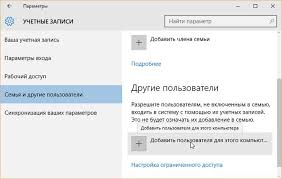 Параметры
УЧЕТНЫЕ ЗАПИСИ
Найти параметр
Ваша учетная запись
Параметры входа
Рабочий доступ
Семья и другие пользователи
Синхронизация ваших параметров
Добавить члена семьи
Подробнее
Другие пользователи
Разрешите пользователям, не включенным в семью,
входить в систему с помощью их учетных данных.
Это не будет означать их добавление в семью.
Добавить пользователя для этого компьютера
Добавить пользователя для этого компьют...
Настройка ограниченного доступа